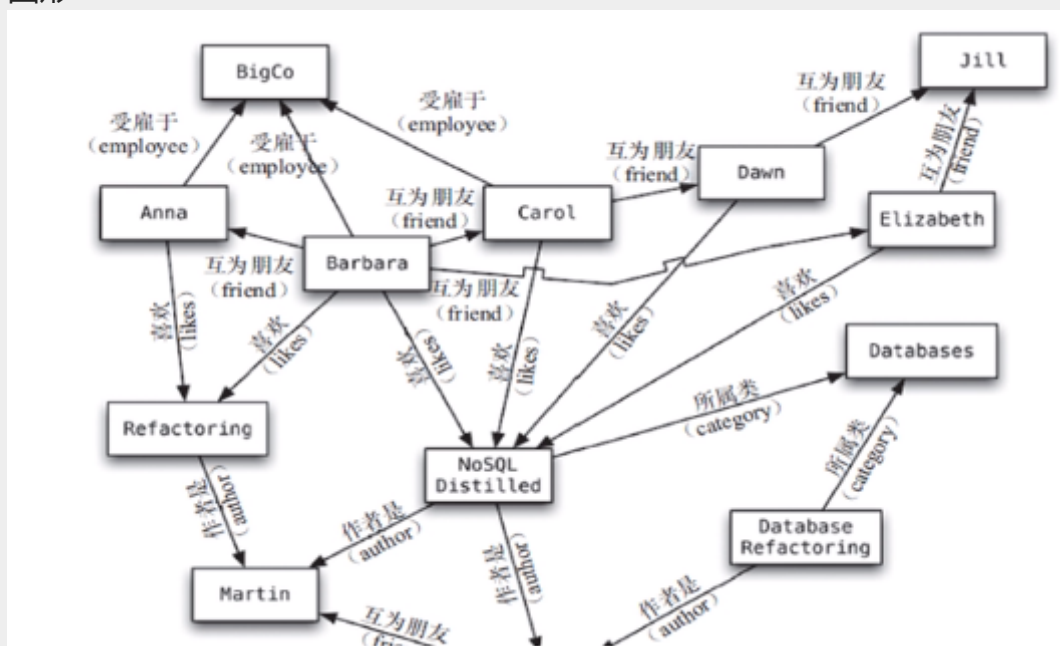 BigCo
Jill
受雇于
(employee)
受雇于
(employee)
受雇于
(employee)
互为朋友
(friend)
互为朋友
(friend)
互为朋友
(friend)
Dawn
Anna
互为朋友
(friend)
Carol
Elizabeth
Barbara
互为朋友
(friend)
互为朋友
(friend)
喜欢
(likes)
喜欢
(likes)
喜欢
(likes)
喜欢
(likes)
喜欢
(likes)
喜欢
(likes)
Databases
所属类
(category)
所属类
(category)
Refactoring
NoSQL
Distilled
作者是
(author)
作者是
(author)
作者是
(author)
Database
Refactoring
Martin
作者是
(author)
互为朋友